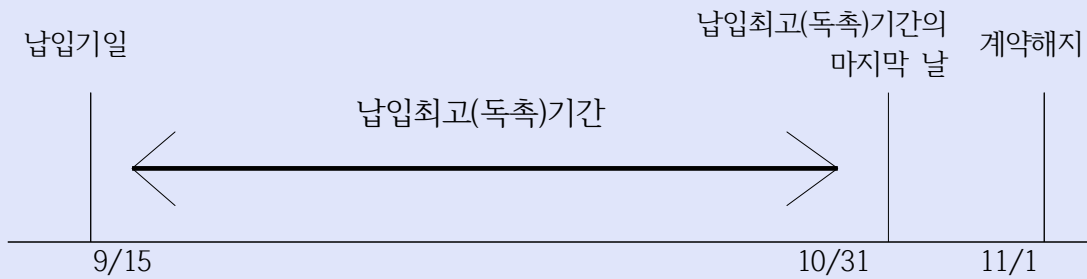 납입기일
납입최고(독촉)기간의
마지막 날
계약해지
납입최고(독촉)기간
9/15
10/31
11/1